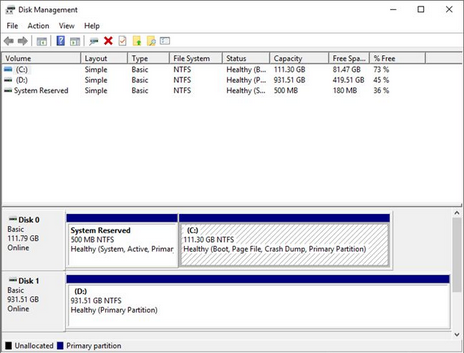 Disk Management
File Action View Help
Volume Layout Type File System Status Capacity Free Spa... % Free
(C:) Simple Basic NTFS Healthy (B... 111.30 GB 81.47 GB 73 %
(D:) Simple Basic NTFS Healthy (P... 931.51 GB 419.51 GB 45 %
System Reserved Simple Basic NTFS Healthy (S... 500 MB 180 MB 36 %
Disk 0
Basic
111.79 GB
Online
System Reserved
500 MB NTFS
Healthy (System, Active, Primar
(C:)
111.30 GB NTFS
Healthy (Boot, Page File, Crash Dump, Primary Partition)
Disk 1
Basic
931.51 GB
Online
(D:)
931.51 GB NTFS
Healthy (Primary Partition)
Unallocated Primary partition